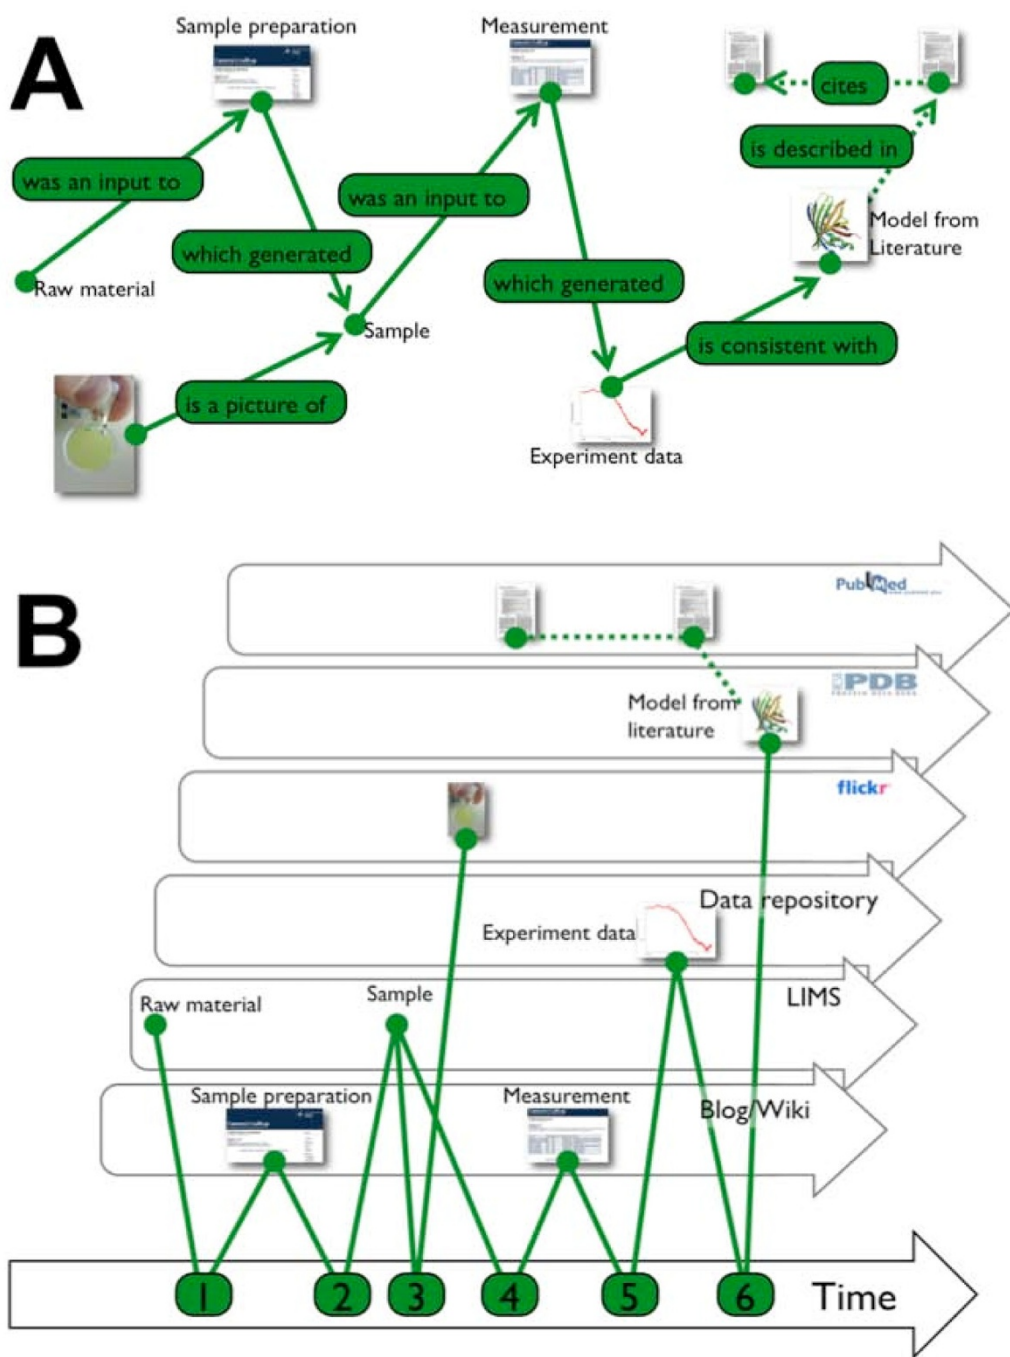 A
Sample preparation
Measurement
cites
is described in
was an input to
was an input to
Model from
Literature
which generated
which generated
Raw material
Sample
is consistent with
is a picture of
Experiment data
B
PubMed
PDB
Model from
literature
flickr
Data repository
Experiment data
LIMS
Raw material
Sample
Sample preparation
Measurement
Blog/Wiki
1
2
3
4
5
6
Time